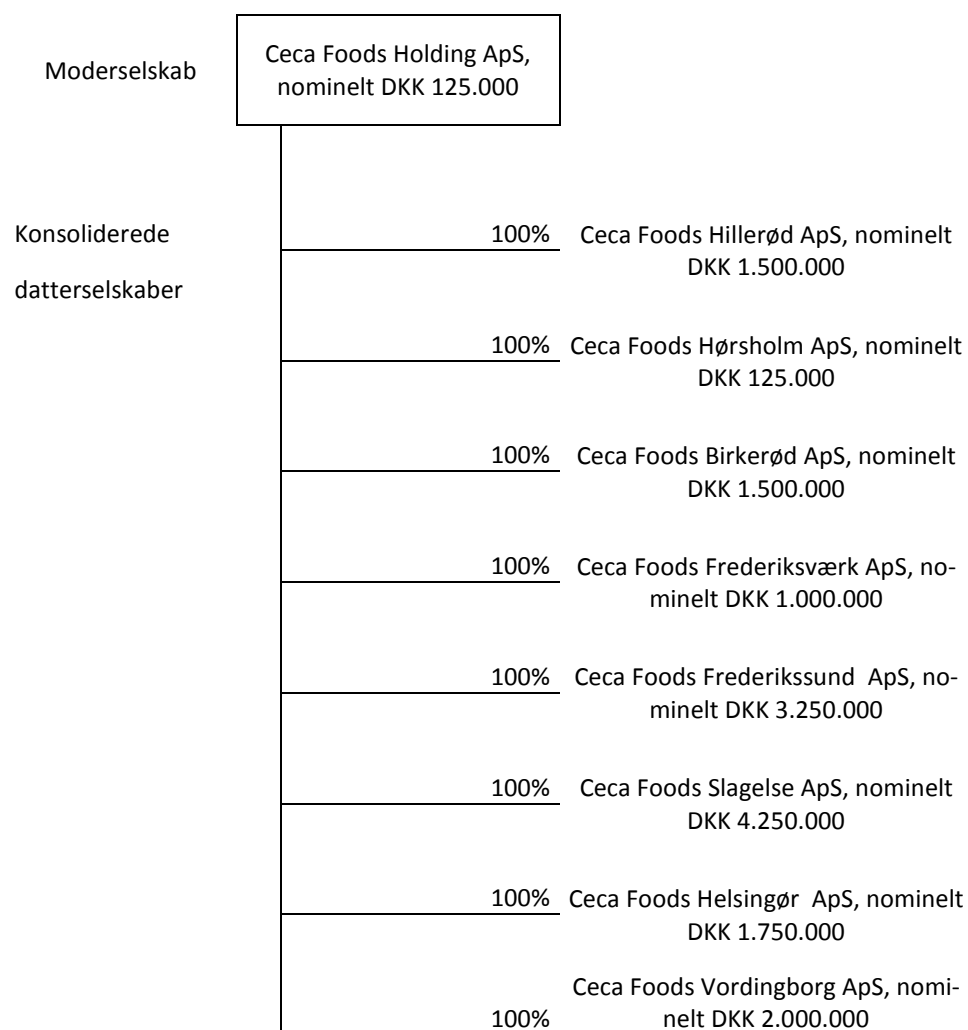 Moderselskab
Ceca Foods Holding ApS,
nominelt DKK 125.000
Konsoliderede
datterselskaber
100% Ceca Foods Hillerød ApS, nominelt
DKK 1.500.000
100% Ceca Foods Hørsholm ApS, nominelt
DKK 125.000
100% Ceca Foods Birkerød ApS, nominelt
DKK 1.500.000
100% Ceca Foods Frederiksværk ApS, no-
minelt DKK 1.000.000
100% Ceca Foods Frederikssund ApS, no-
minelt DKK 3.250.000
100% Ceca Foods Slagelse ApS, nominelt
DKK 4.250.000
100% Ceca Foods Helsingør ApS, nominelt
DKK 1.750.000
Ceca Foods Vordingborg ApS, nomi-
100% nelt DKK 2.000.000